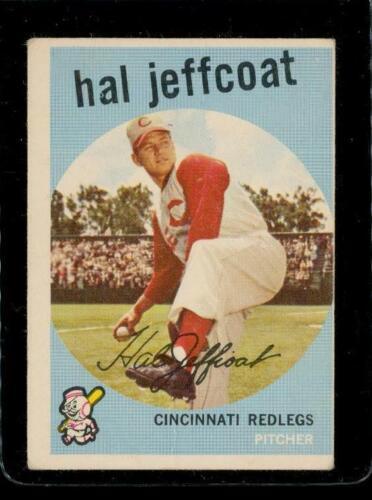 hal jeffcoat
C
C
Hal Jeffcoat
CINCINNATI REDLEGS
PITCHER